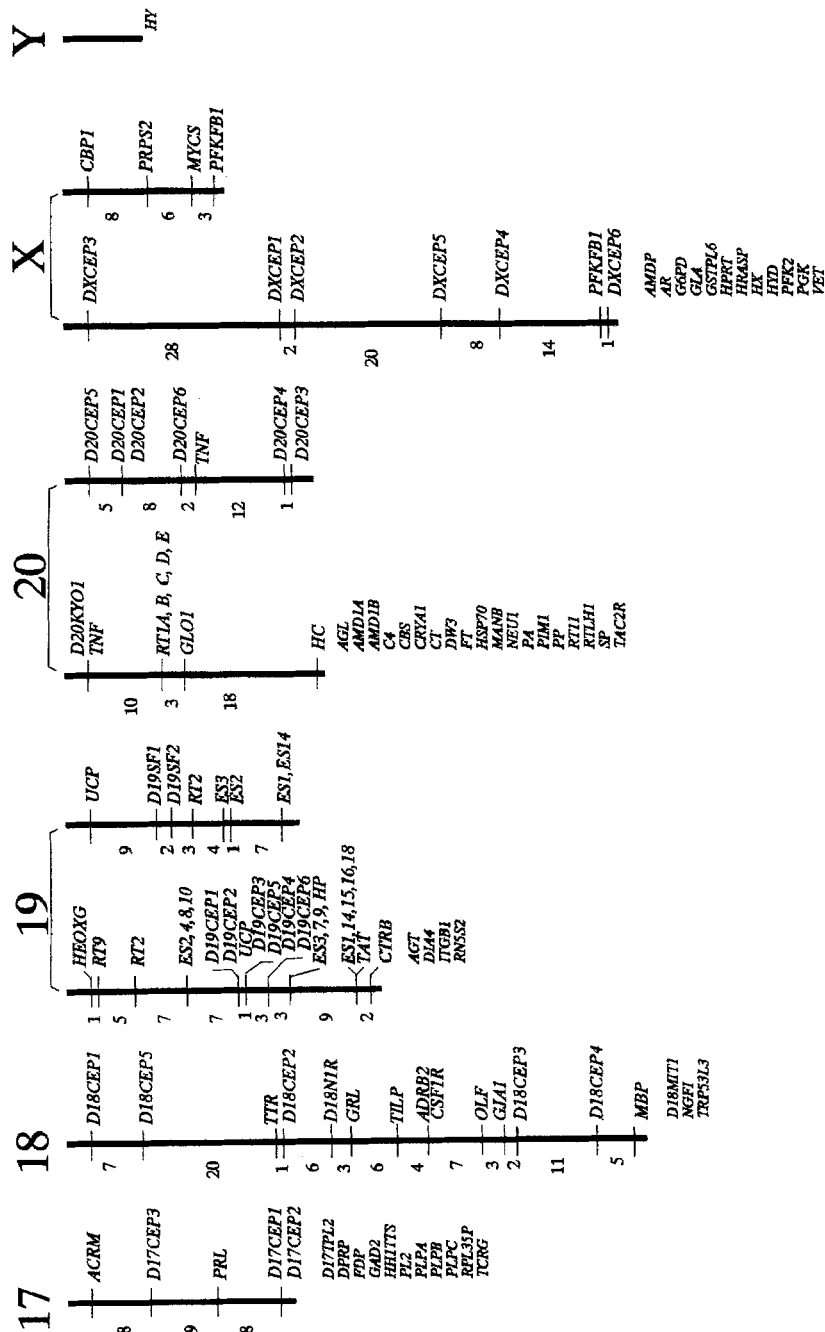 17
8
9
8
ACRM
D17CEP3
PRL
D17CEP1
D17CEP2
D17TPL2
DPRP
FDP
GAD2
HH1TTS
PL2
PLPA
PLPB
PLPC
RPL35P
TCRG
18
7
20
1
6
3
6
4
7
3
2
11
5
D18CEP1
D18CEP5
TTR
D18CEP2
D18N1R
GRL
TILP
ADRB2
CSF1R
OLF
GJA1
D18CEP3
D18CEP4
MBP
D18MIT1
NGFI
TRP53L3
19
1
5
7
7
1
3
3
9
2
HEOXG
RT9
RT2
ES2,4,8,10
D19CEP1
D19CEP2
UCP
D19CEP3
D19CEP5
D19CEP4
D19CEP6
ES3,7,9, HP
ES1,14,15,16,18
TAT
CTRB
AGT
DIA4
ITGB1
RN5S2
9
2
3
4
1
7
UCP
D19SF1
D19SF2
RT2
ES3
ES2
ES1, ES14
20
10
3
18
D20KYO1
TNF
RT1A, B, C, D, E
GLO1
HC
AGL
AMD1A
AMD1B
C4
CBS
CRYA1
CT
DW3
FT
HSP70
MANB
NEU1
PA
PIM1
PP
RT11
RTLH1
SP
TAC2R
5
8
2
12
1
D20CEP5
D20CEP1
D20CEP2
D20CEP6
TNF
D20CEP4
D20CEP3
X
28
2
20
8
14
1
DXCEP3
DXCEP1
DXCEP2
DXCEP5
DXCEP4
PFKFB1
DXCEP6
AMDP
AR
G6PD
GLA
GSTPL6
HPRT
HRASP
HX
HYD
PFK2
PGK
VET
8
6
3
CBP1
PRPS2
MYCS
PFKFB1
Y
HY